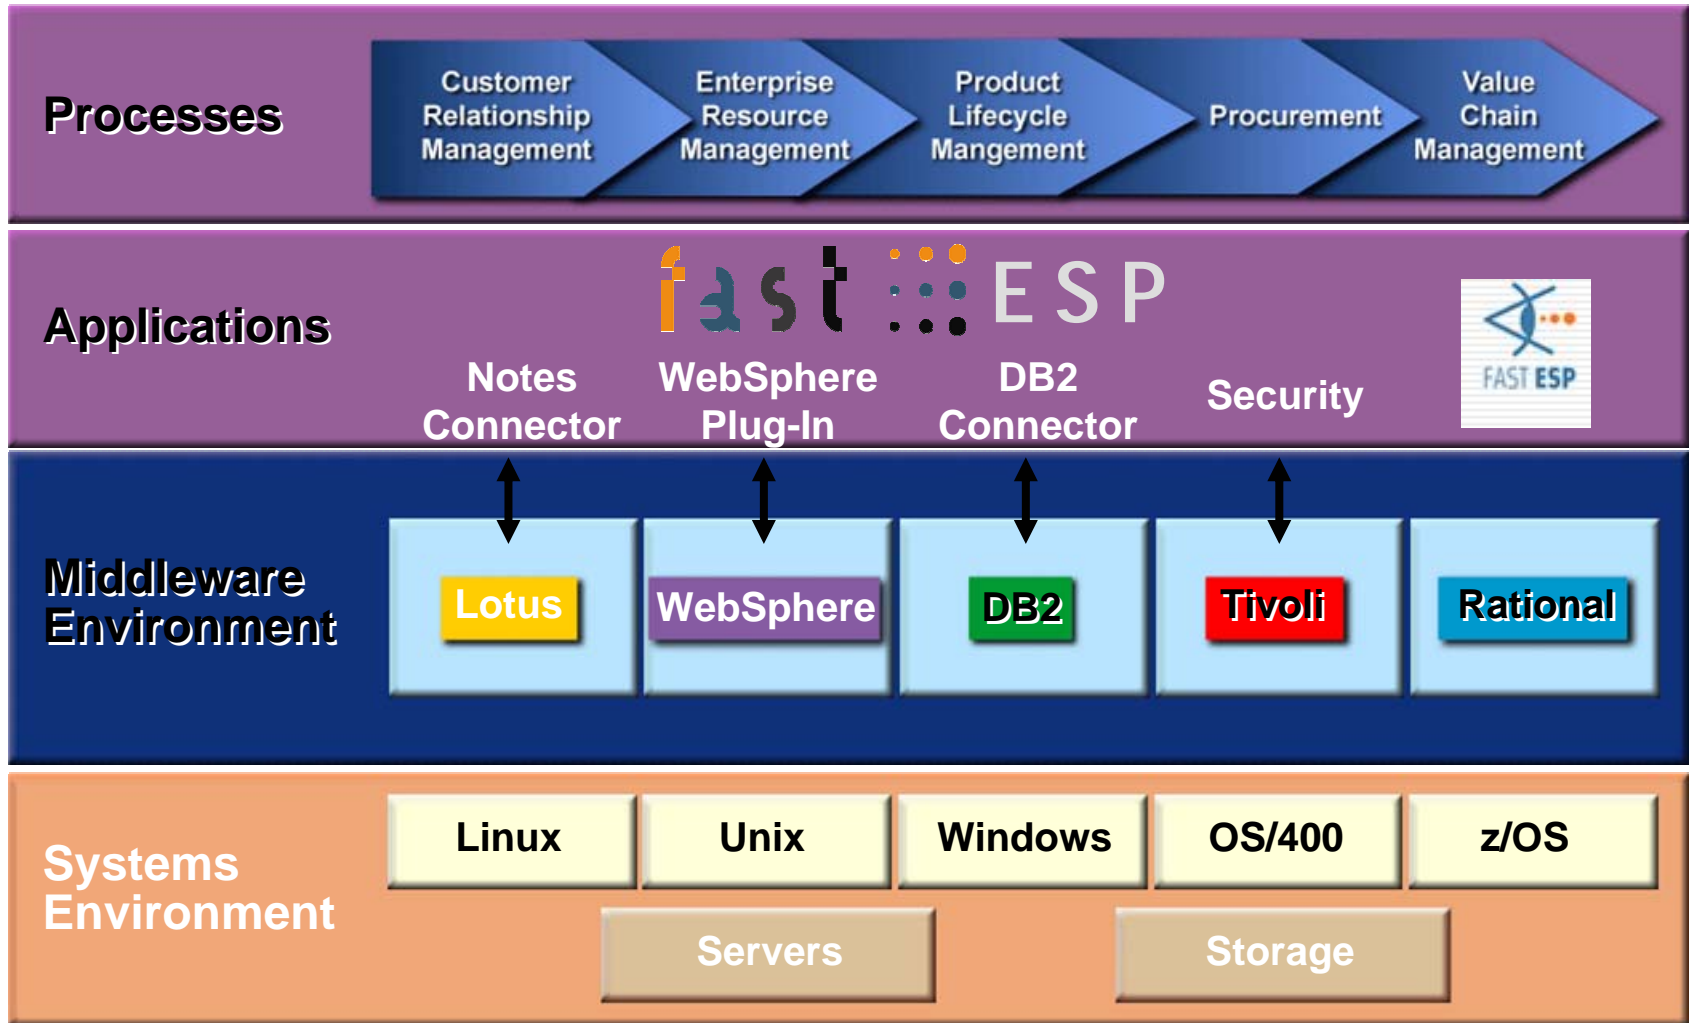 Processes
Customer
Relationship
Management
Enterprise
Resource
Management
Product
Lifecycle
Mangement
Procurement
Value
Chain
Management
Applications
fast ESP
Notes
Connector
WebSphere
Plug-In
DB2
Connector
Security
FAST ESP
Middleware
Environment
Lotus
WebSphere
DB2
Tivoli
Rational
Systems
Environment
Linux
Unix
Windows
OS/400
z/OS
Servers
Storage